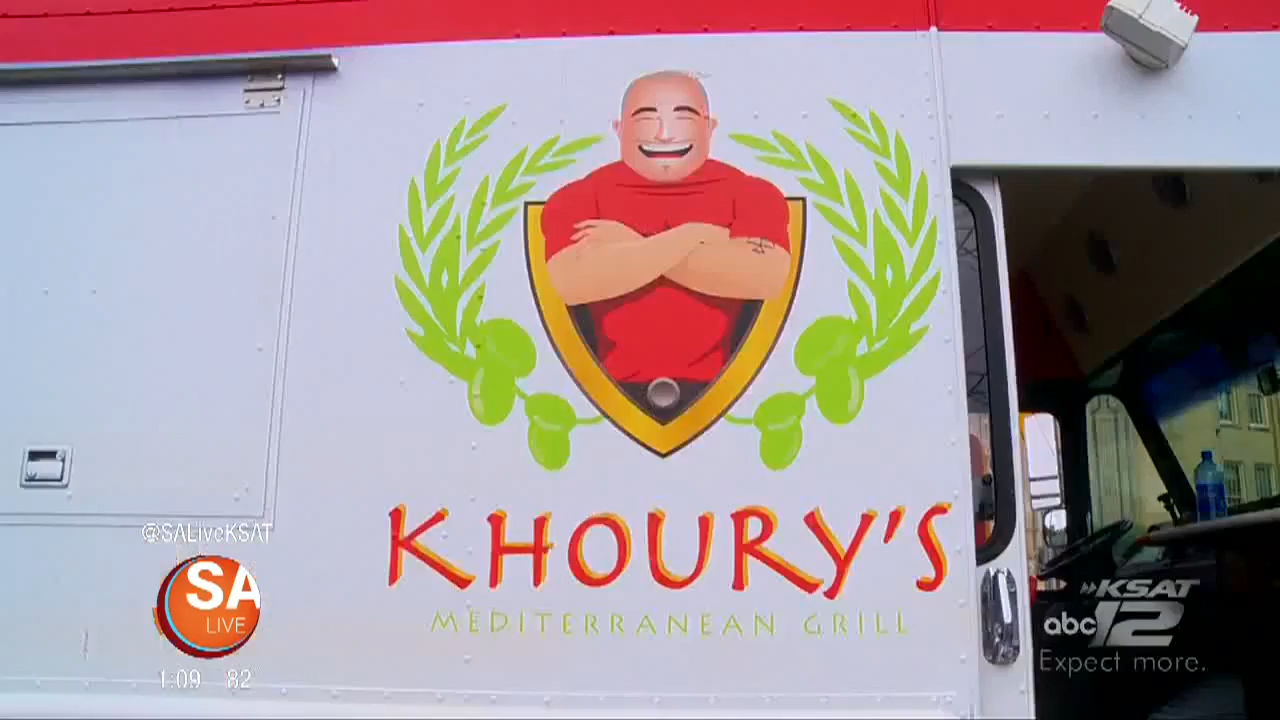 KHOURY'S
MEDITERRANEAN GRILL
@SALiveKSAT
SA
LIVE
1:09 82
KSAT
abc 12
Expect more.